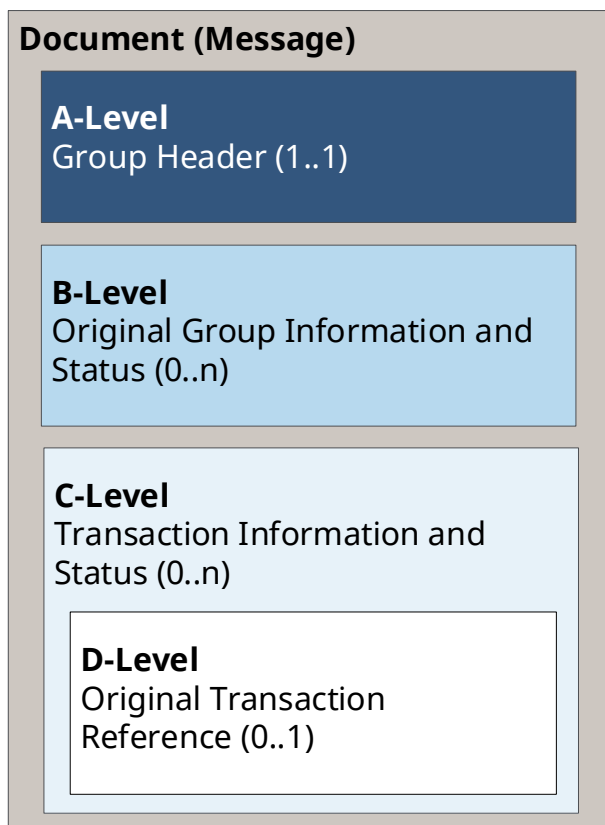 Document (Message)
A-Level
Group Header (1..1)
B-Level
Original Group Information and
Status (0..n)
C-Level
Transaction Information and
Status (0..n)
D-Level
Original Transaction
Reference (0..1)